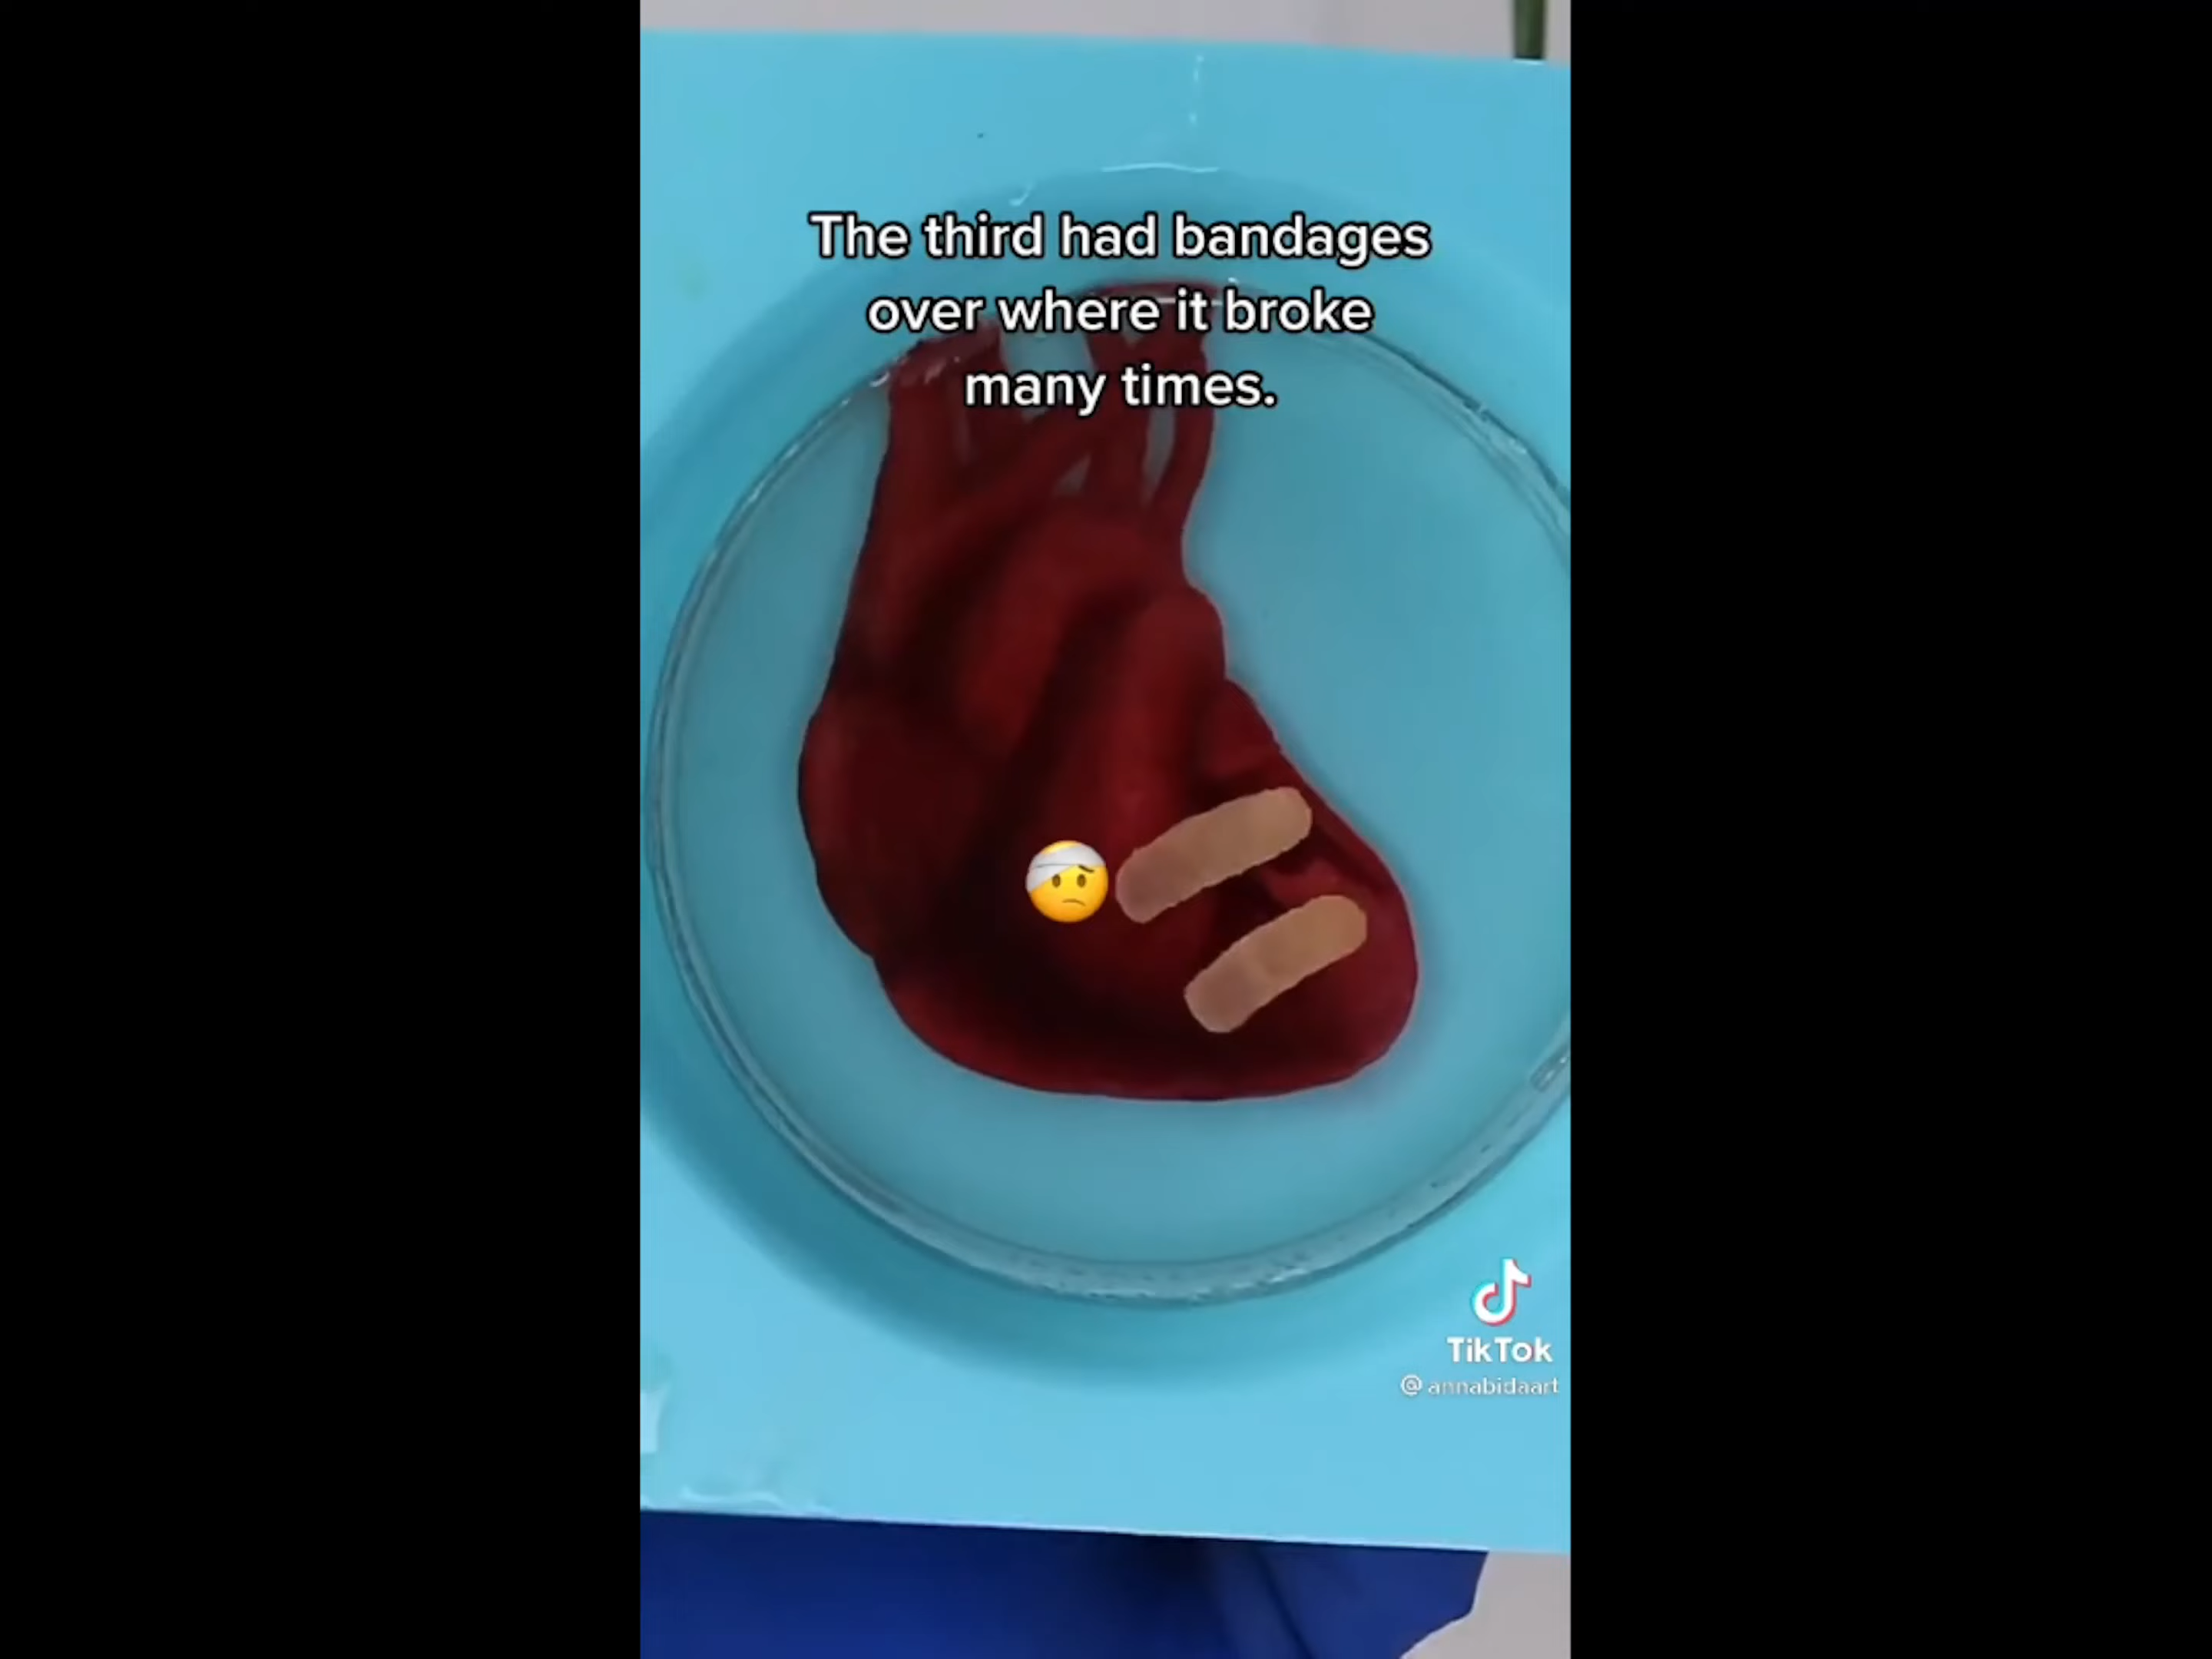 The third had bandages
over where it broke
many times.
TikTok
@annabidaart